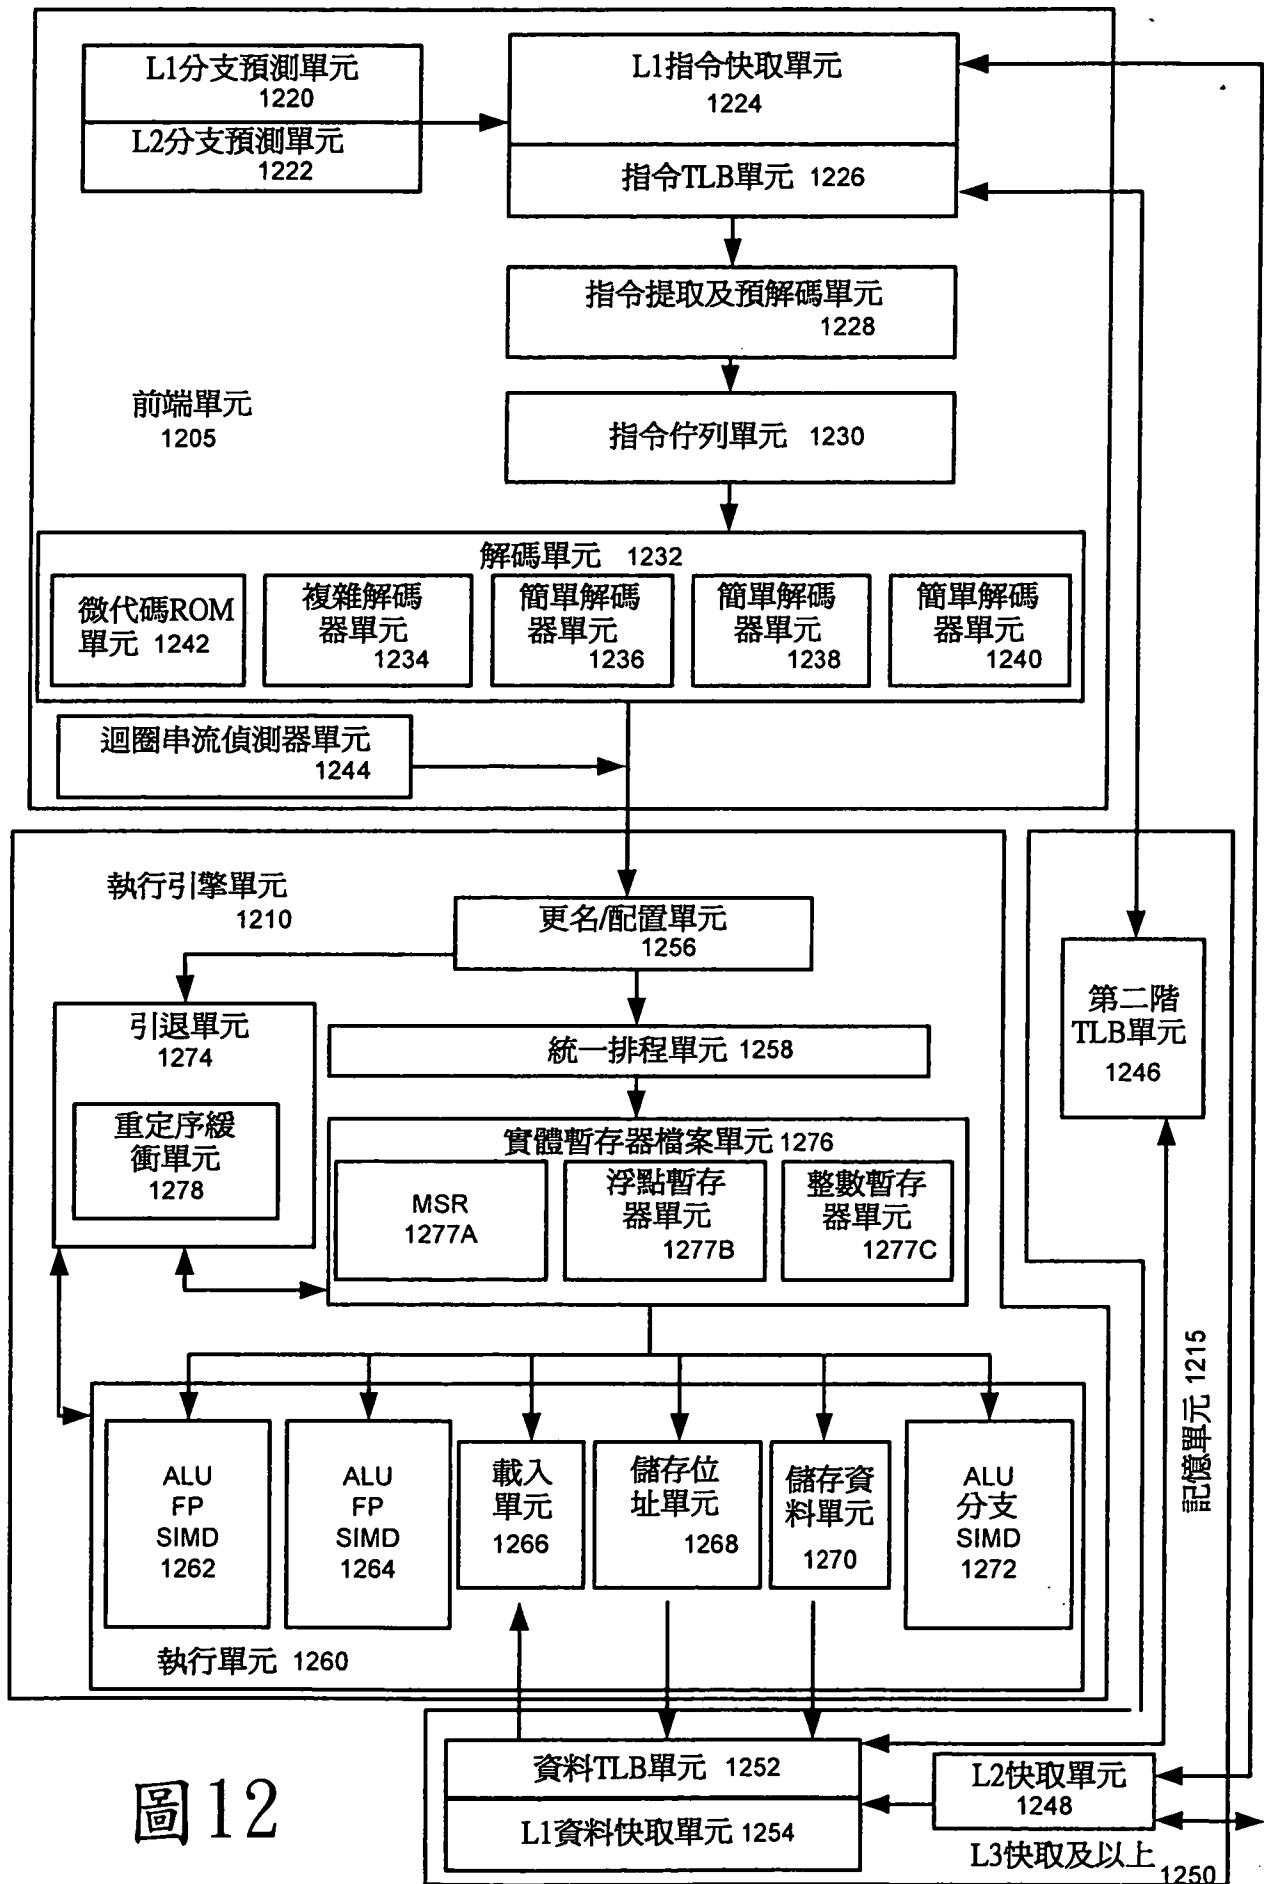 L1分支預測單元
1220
L2分支預測單元
1222
L1指令快取單元
1224
指令TLB單元 1226
指令提取及預解碼單元
1228
前端單元
1205
指令佇列單元 1230
解碼單元 1232
微代碼ROM
單元 1242
複雜解碼
器單元
1234
簡單解碼
器單元
1236
簡單解碼
器單元
1238
簡單解碼
器單元
1240
迴圈串流偵測器單元
1244
執行引擎單元
1210
更名/配置單元
1256
第二階
TLB單元
1246
引退單元
1274
統一排程單元 1258
重定序緩
衝單元
1278
實體暫存器檔案單元 1276
MSR
1277A
浮點暫存
器單元
1277B
整數暫存
器單元
1277C
記憶單元 1215
ALU
FP
SIMD
1262
ALU
FP
SIMD
1264
載入
單元
1266
儲存位
址單元
1268
儲存資
料單元
1270
ALU
分支
SIMD
1272
執行單元 1260
資料TLB單元 1252
L1資料快取單元 1254
L2快取單元
1248
L3快取及以上
1250
圖12